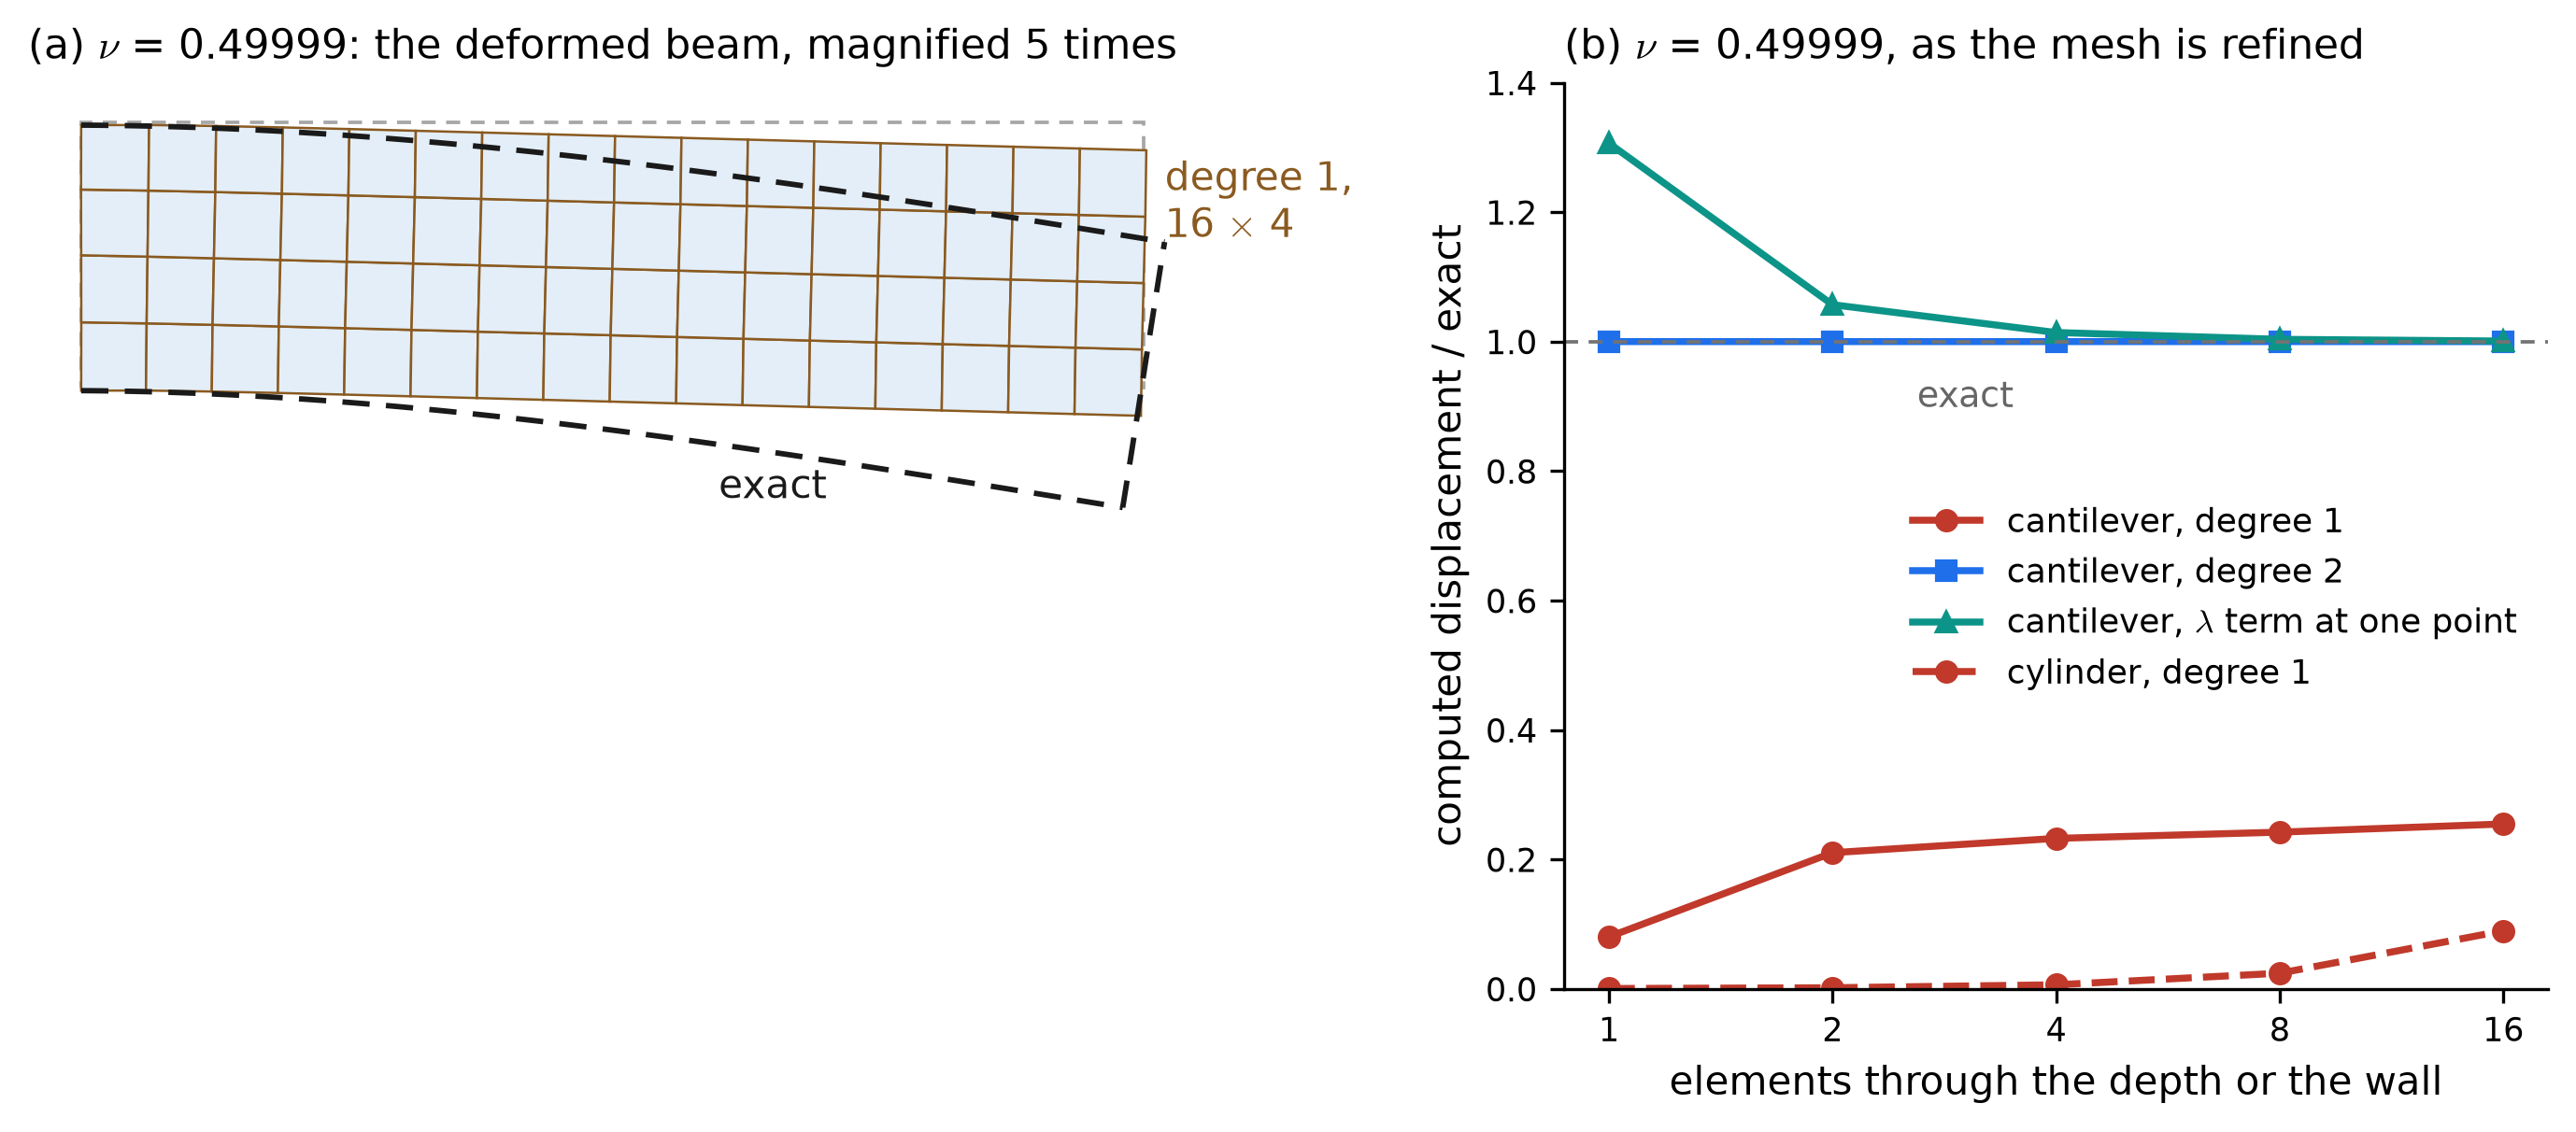 (a) ν = 0.49999: the deformed beam, magnified 5 times
degree 1,
16 × 4
exact
(b) ν = 0.49999, as the mesh is refined
computed displacement / exact
1.4
1.2
1.0
0.8
0.6
0.4
0.2
0.0
exact
cantilever, degree 1
cantilever, degree 2
cantilever, λ term at one point
cylinder, degree 1
1 2 4 8 16
elements through the depth or the wall